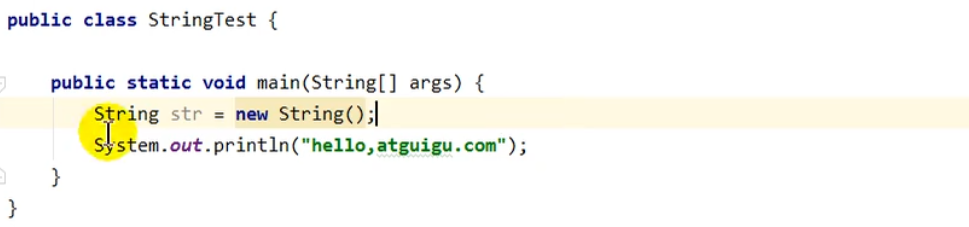 public class StringTest {
public static void main(String[] args) {
String str = new String();
System.out.println("hello,atguigu.com");
}
}